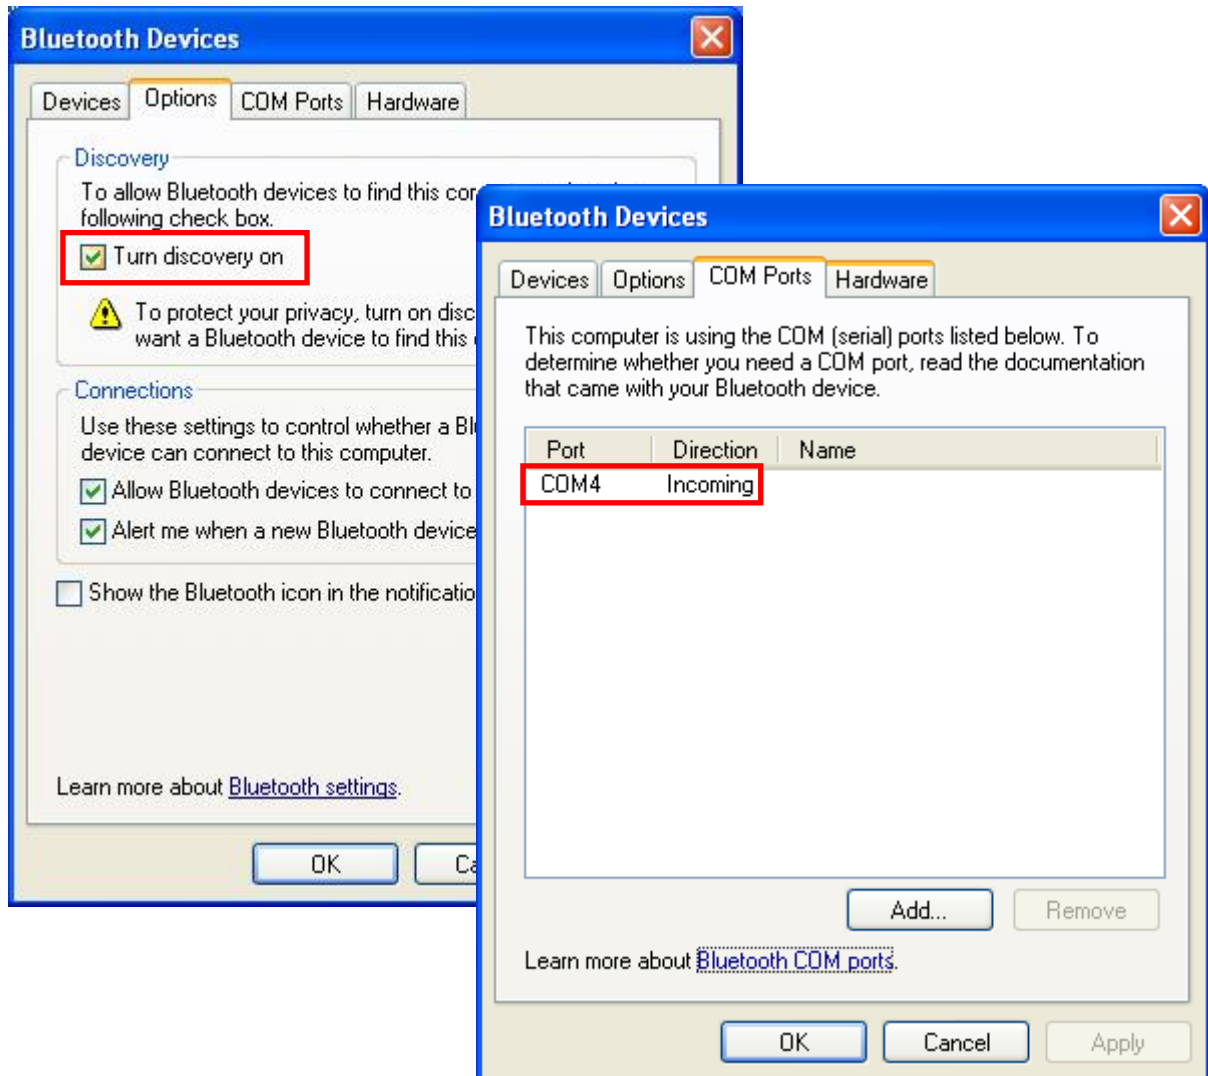 Bluetooth Devices
Devices Options COM Ports Hardware
Discovery
To allow Bluetooth devices to find this
following check box.
Turn discovery on
To protect your privacy, turn on
want a Bluetooth device to find this
Connections
Use these settings to control whether a
device can connect to this computer.
Allow Bluetooth devices to connect to
Alert me when a new Bluetooth device
Show the Bluetooth icon in the
Learn more about Bluetooth settings.
OK
Bluetooth Devices
Devices Options COM Ports Hardware
This computer is using the COM (serial) ports listed below. To
determine whether you need a COM port, read the documentation
that came with your Bluetooth device.
Port Direction Name
COM4 Incoming
Add... Remove
Learn more about Bluetooth COM ports.
OK Cancel Apply